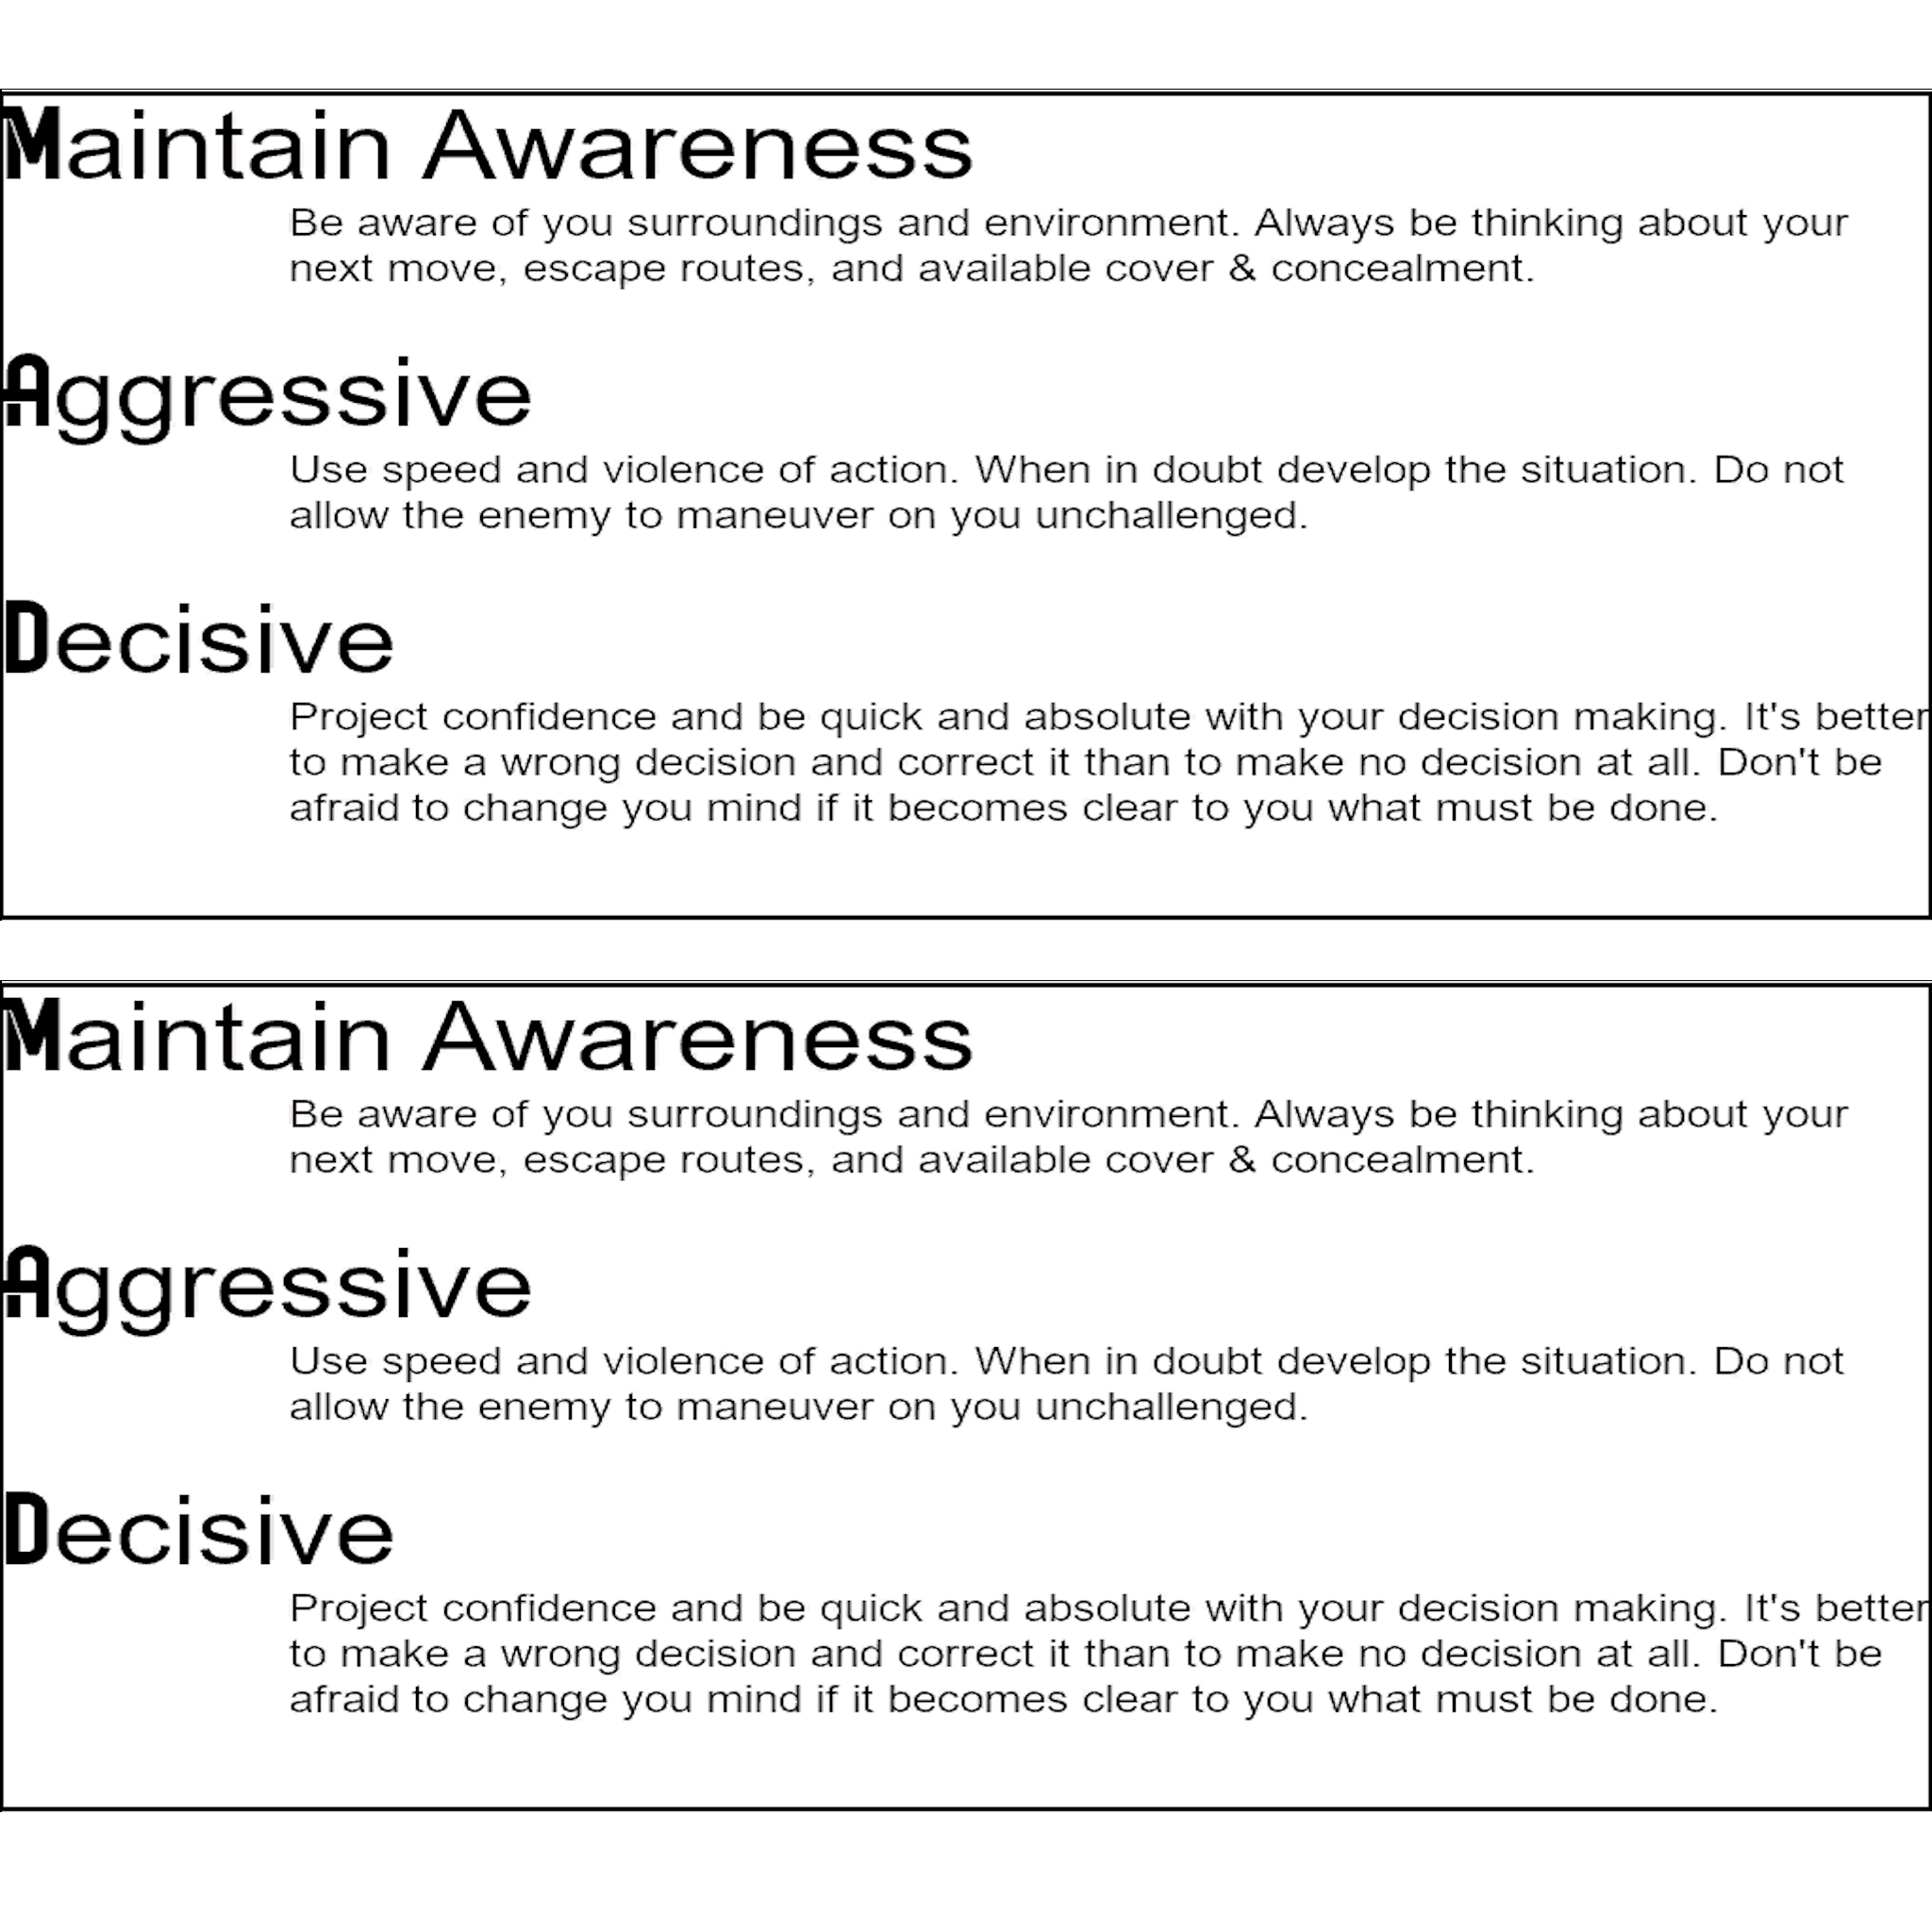 Maintain Awareness
Be aware of you surroundings and environment. Always be thinking about your
next move, escape routes, and available cover & concealment.
Aggressive
Use speed and violence of action. When in doubt develop the situation. Do not
allow the enemy to maneuver on you unchallenged.
Decisive
Project confidence and be quick and absolute with your decision making. It's better
to make a wrong decision and correct it than to make no decision at all. Don't be
afraid to change you mind if it becomes clear to you what must be done.
Maintain Awareness
Be aware of you surroundings and environment. Always be thinking about your
next move, escape routes, and available cover & concealment.
Aggressive
Use speed and violence of action. When in doubt develop the situation. Do not
allow the enemy to maneuver on you unchallenged.
Decisive
Project confidence and be quick and absolute with your decision making. It's better
to make a wrong decision and correct it than to make no decision at all. Don't be
afraid to change you mind if it becomes clear to you what must be done.